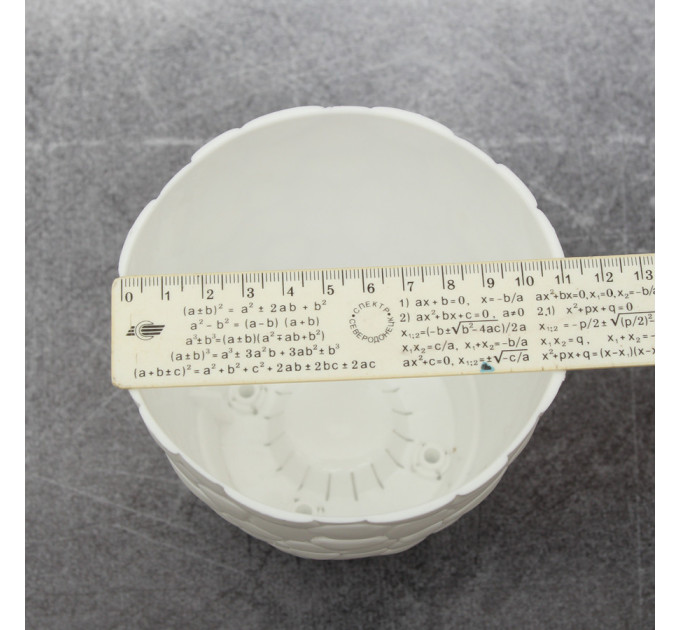 0 1 2 3 4 5 6 7 8 9 10 11 12 13
(a±b)² = a² ± 2ab + b²
a² − b² = (a−b) (a+b)
a³±b³=(a±b)(a²∓ab+b²)
(a±b)³=a³± 3a²b+3ab²±b³
(a+b±c)²=a²+b²+c²+2ab±2bc±2ac
•СПЕКТР•
СЕВЕРОДОНЕЦК
1) ax+b=0, x=−b/a
2) ax²+bx+c=0, a≠0
x₁;₂=(−b±√b²−4ac)/2a
x₁x₂=c/a, x₁+x₂=−b/a
ax²+c=0, x₁;₂=±√−c/a
ax²+bx=0, x₁=0, x₂=−b/
2,1) x²+px+q=0
x₁;₂ = −p/2±√(p/2)²
x₁x₂=q, x₁+x₂=−
x²+px+q=(x−x₁)(x−